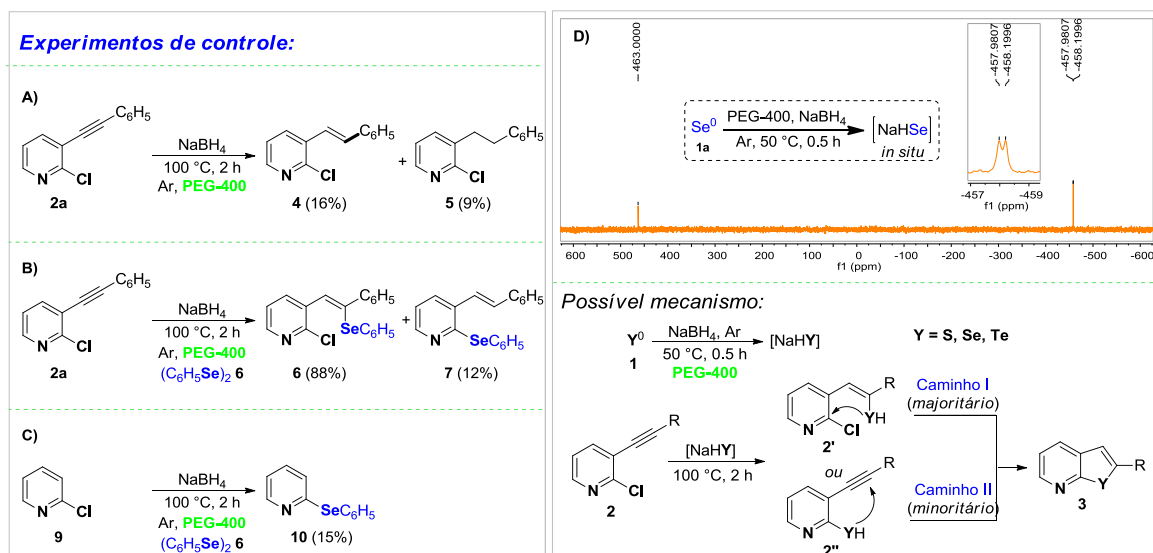 Experimentos de controle:
A)
C6H5
N
Cl
2a
NaBH4
100 °C, 2 h
Ar, PEG-400
C6H5
N
Cl
4 (16%)
+
C6H5
N
Cl
5 (9%)
B)
C6H5
N
Cl
2a
NaBH4
100 °C, 2 h
Ar, PEG-400
(C6H5Se)2 6
C6H5
Cl
N
SeC6H5
6 (88%)
+
C6H5
N
SeC6H5
7 (12%)
C)
N
Cl
9
NaBH4
100 °C, 2 h
Ar, PEG-400
(C6H5Se)2 6
N
SeC6H5
10 (15%)
D)
463.0000
-457.9807
-458.1996
-457.9807
-458.1996
Se0
1a
PEG-400, NaBH4
Ar, 50 °C, 0.5 h
[NaHSe]
in situ
-457 -459
f1 (ppm)
600 500 400 300 200 100 0 -100 -200 -300 -400 -500 -600
f1 (ppm)
Possível mecanismo:
Y0
1
NaBH4, Ar
50 °C, 0.5 h
PEG-400
[NaHY]
Y = S, Se, Te
R
N
Cl
2
[NaHY]
100 °C, 2 h
R
N
Cl
YH
2'
ou
R
N
YH
2"
Caminho I
(majoritário)
Caminho II
(minoritário)
R
N
Y
3